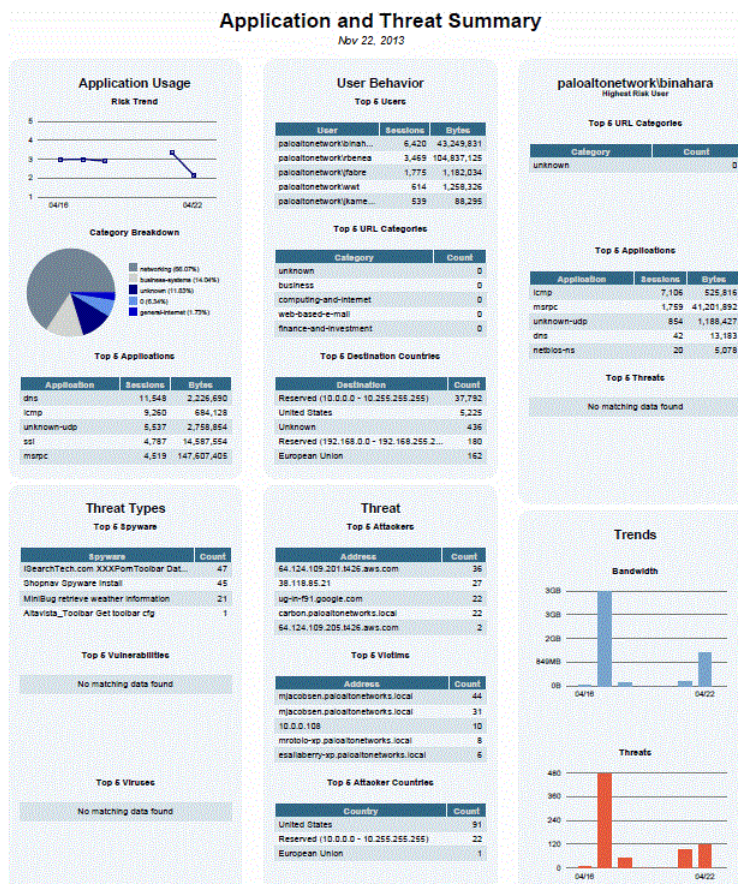 Application and Threat Summary
Nov 22, 2013
Application Usage
Risk Trend
5
4
3
2
1
04/16 04/22
Category Breakdown
networking (66.07%)
business-systems (14.04%)
unknown (11.83%)
0 (6.34%)
general-internet (1.73%)
Top 5 Applications
Application Sessions Bytes
dns 11,548 2,226,690
icmp 9,260 684,128
unknown-udp 5,537 2,758,854
ssl 4,787 14,587,554
msrpc 4,519 147,607,405
User Behavior
Top 5 Users
User Sessions Bytes
paloaltonetwork\binah... 6,420 43,249,831
paloaltonetwork\rbenea 3,469 104,837,125
paloaltonetwork\jfabre 1,775 1,182,034
paloaltonetwork\wwt 614 1,258,326
paloaltonetwork\jkame... 539 88,295
Top 5 URL Categories
Category Count
unknown 0
business 0
computing-and-internet 0
web-based-e-mail 0
finance-and-investment 0
Top 5 Destination Countries
Destination Count
Reserved (10.0.0.0 - 10.255.255.255) 37,792
United States 5,225
Unknown 436
Reserved (192.168.0.0 - 192.168.255.2... 180
European Union 162
paloaltonetwork\binahara
Highest Risk User
Top 5 URL Categories
Category Count
unknown 0
Top 5 Applications
Application Sessions Bytes
icmp 7,106 525,816
msrpc 1,759 41,201,892
unknown-udp 854 1,188,427
dns 42 13,183
netbios-ns 20 5,078
Top 5 Threats
No matching data found
Threat Types
Top 5 Spyware
Spyware Count
ISearchTech.com XXXPornToolbar Dat... 47
Shopnav Spyware Install 45
MiniBug retrieve weather information 21
Altavista_Toolbar Get toolbar cfg 1
Top 5 Vulnerabilities
No matching data found
Top 5 Viruses
No matching data found
Threat
Top 5 Attackers
Address Count
64.124.109.201.t426.aws.com 36
38.118.85.21 27
ug-in-f91.google.com 22
carbon.paloaltonetworks.local 22
64.124.109.205.t426.aws.com 2
Top 5 Victims
Address Count
mjacobsen.paloaltonetworks.local 44
mjacobsen.paloaltonetworks.local 31
10.0.0.108 10
mrotolo-xp.paloaltonetworks.local 8
esallaberry-xp.paloaltonetworks.local 6
Top 5 Attacker Countries
Country Count
United States 91
Reserved (10.0.0.0 - 10.255.255.255) 22
European Union 1
Trends
Bandwidth
3GB
3GB
2GB
849MB
0B
04/16 04/22
Threats
480
360
240
120
0
04/16 04/22